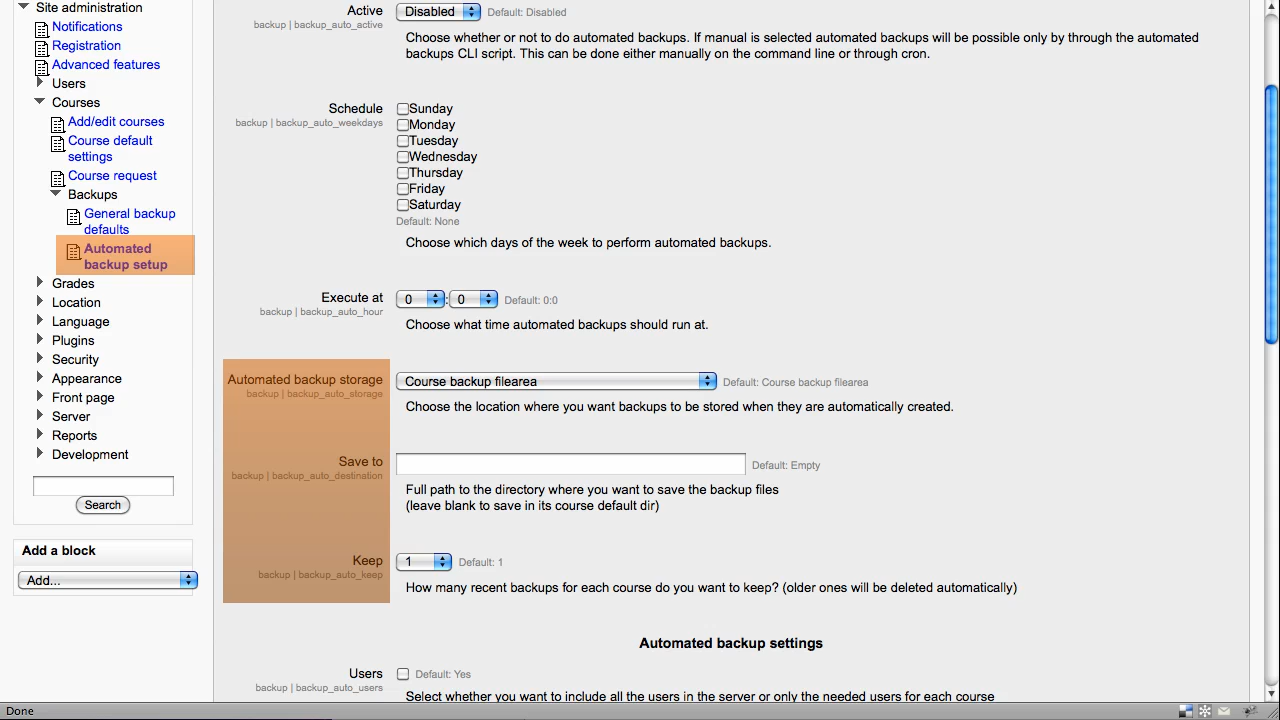 Site administration
Notifications
Registration
Advanced features
Users
Courses
Add/edit courses
Course default
settings
Course request
Backups
General backup
defaults
Automated
backup setup
Grades
Location
Language
Plugins
Security
Appearance
Front page
Server
Reports
Development
Search
Add a block
Add...
Active
backup | backup_auto_active
Disabled
Default: Disabled
Choose whether or not to do automated backups. If manual is selected automated backups will be possible only by through the automated
backups CLI script. This can be done either manually on the command line or through cron.
Schedule
backup | backup_auto_weekdays
Sunday
Monday
Tuesday
Wednesday
Thursday
Friday
Saturday
Default: None
Choose which days of the week to perform automated backups.
Execute at
backup | backup_auto_hour
0 : 0 Default: 0:0
Choose what time automated backups should run at.
Automated backup storage
backup | backup_auto_storage
Course backup filearea
Default: Course backup filearea
Choose the location where you want backups to be stored when they are automatically created.
Save to
backup | backup_auto_destination
Default: Empty
Full path to the directory where you want to save the backup files
(leave blank to save in its course default dir)
Keep
backup | backup_auto_keep
1 Default: 1
How many recent backups for each course do you want to keep? (older ones will be deleted automatically)
Automated backup settings
Users
backup | backup_auto_users
Default: Yes
Select whether you want to include all the users in the server or only the needed users for each course
Done